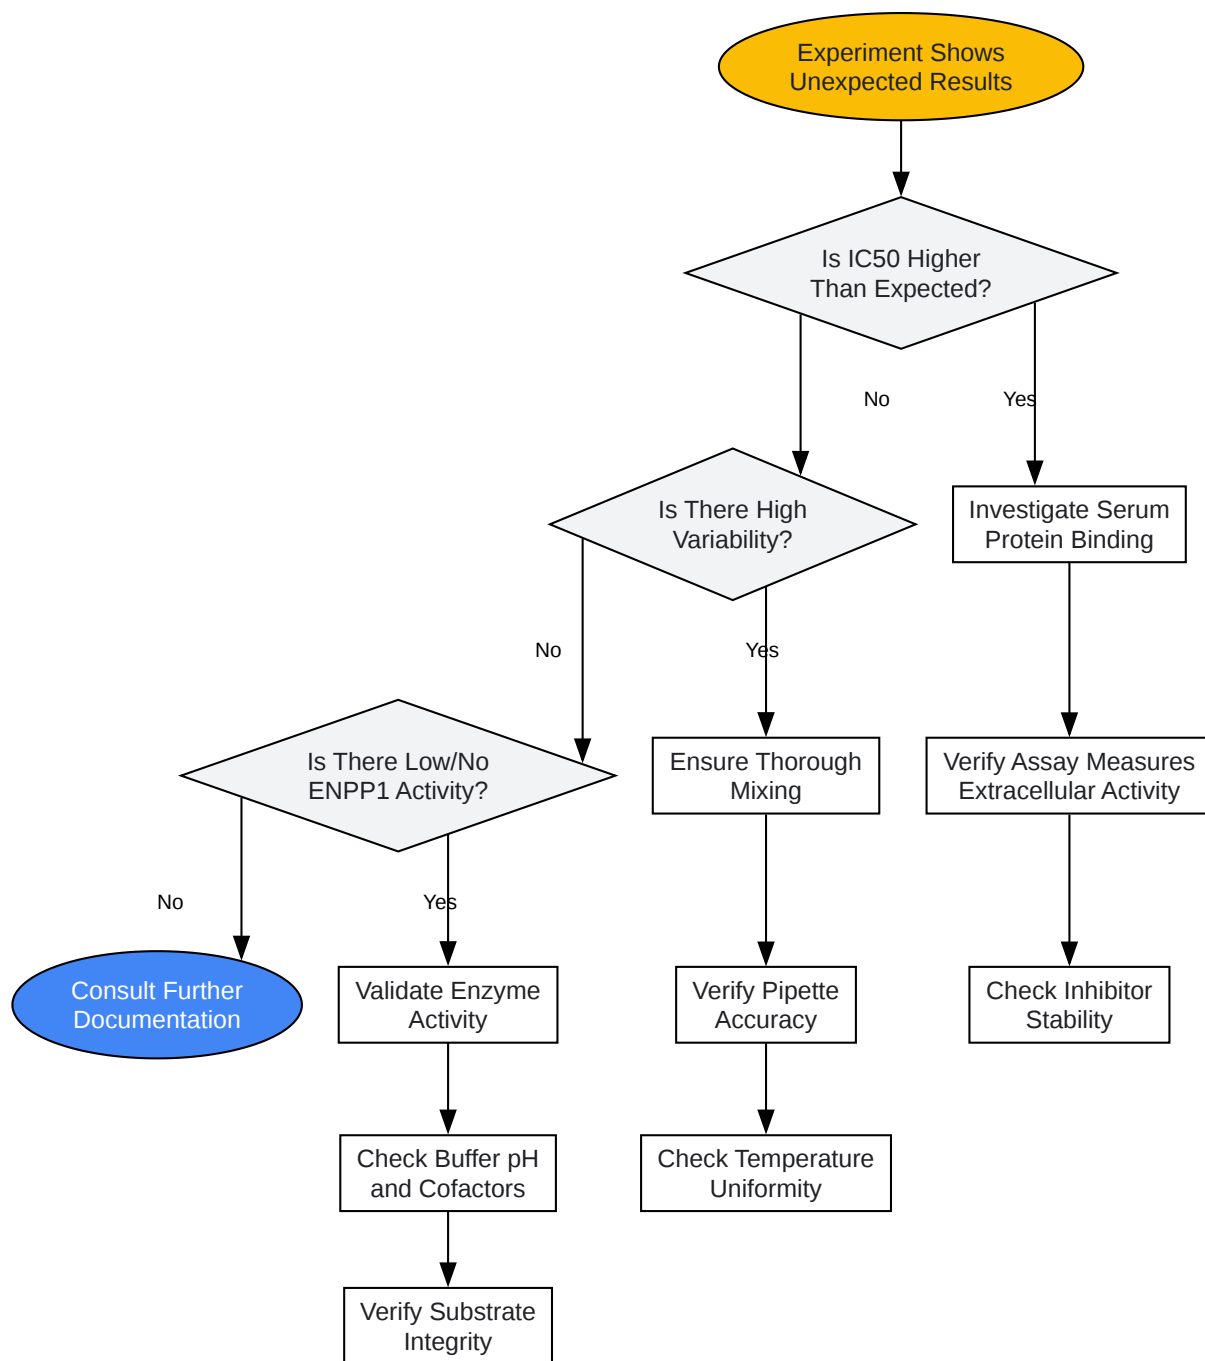 Experiment Shows
Unexpected Results
Is IC50 Higher
Than Expected?
No
Yes
Is There High
Variability?
Investigate Serum
Protein Binding
No
Yes
Is There Low/No
ENPP1 Activity?
Ensure Thorough
Mixing
Verify Assay Measures
Extracellular Activity
No
Yes
Consult Further
Documentation
Validate Enzyme
Activity
Verify Pipette
Accuracy
Check Inhibitor
Stability
Check Buffer pH
and Cofactors
Check Temperature
Uniformity
Verify Substrate
Integrity